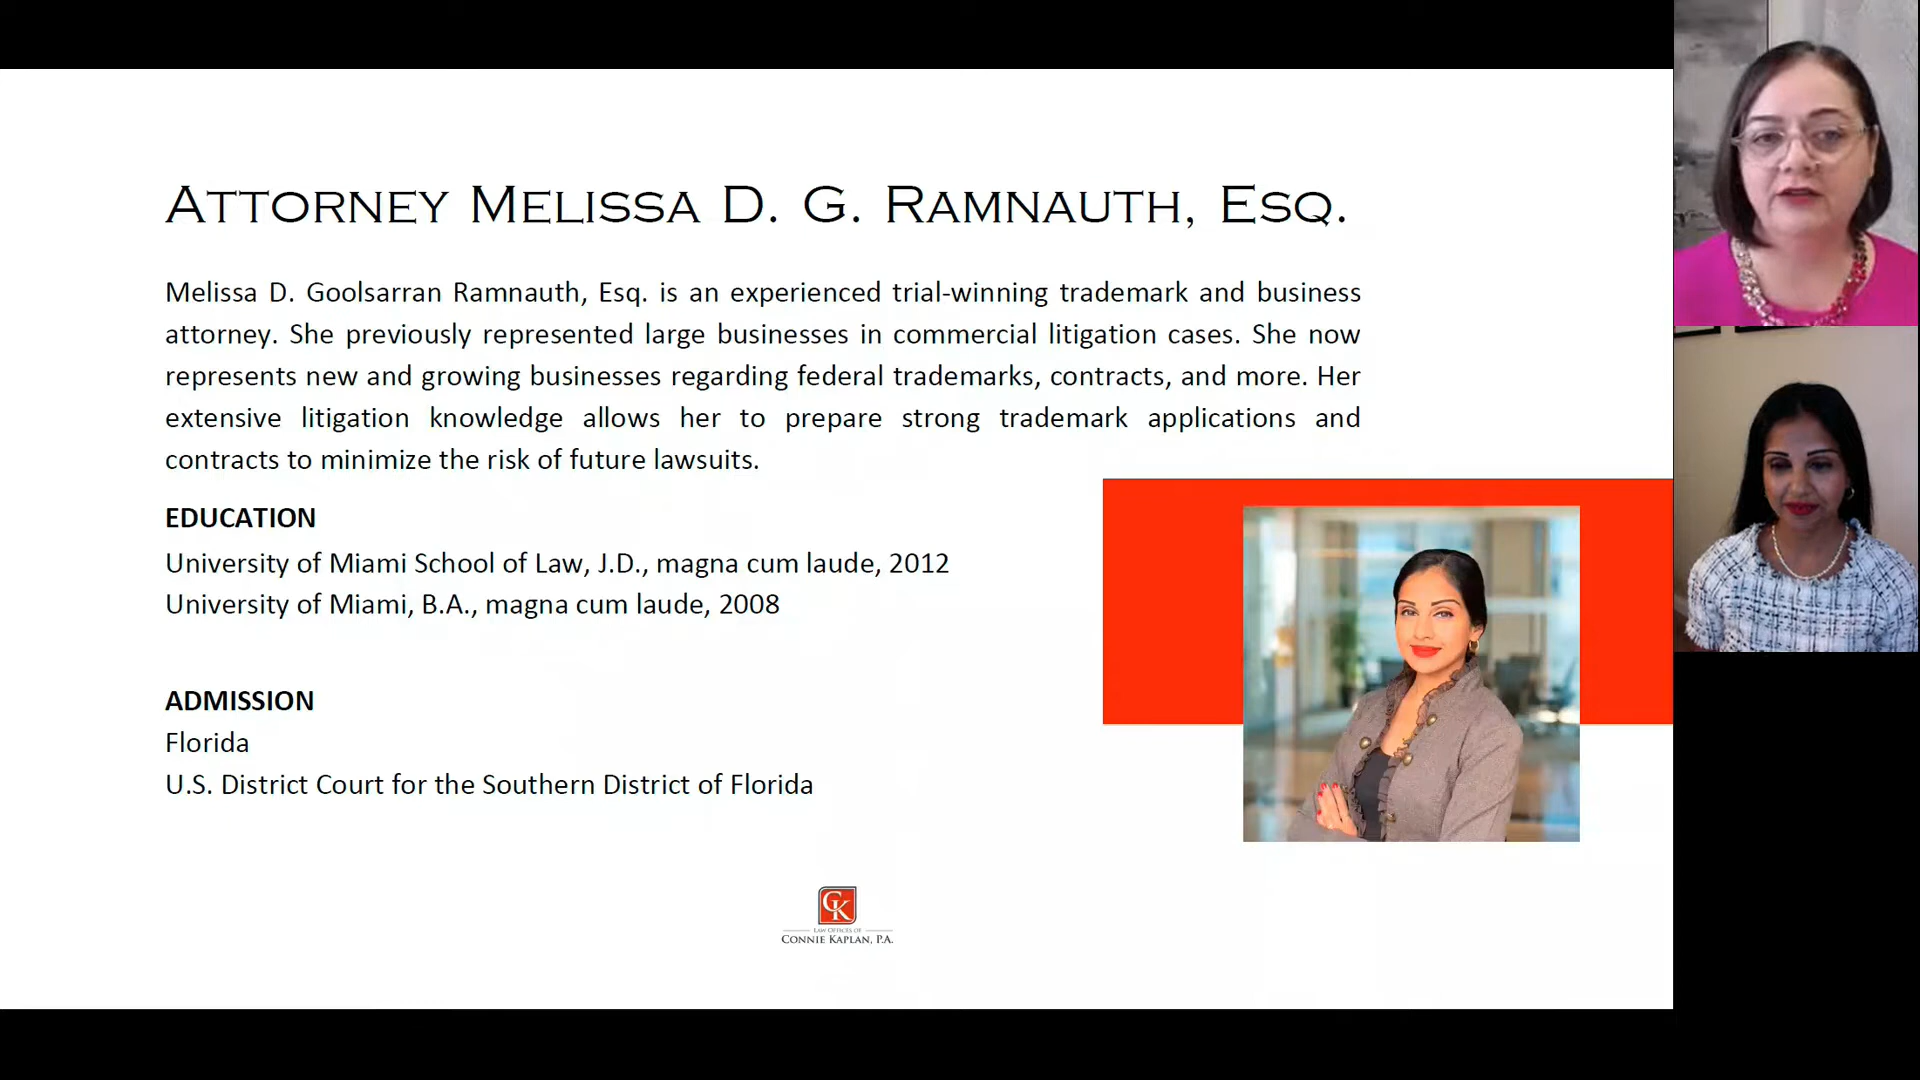 ATTORNEY MELISSA D. G. RAMNAUTH, ESQ.
Melissa D. Goolsarran Ramnauth, Esq. is an experienced trial-winning trademark and business
attorney. She previously represented large businesses in commercial litigation cases. She now
represents new and growing businesses regarding federal trademarks, contracts, and more. Her
extensive litigation knowledge allows her to prepare strong trademark applications and
contracts to minimize the risk of future lawsuits.
EDUCATION
University of Miami School of Law, J.D., magna cum laude, 2012
University of Miami, B.A., magna cum laude, 2008
ADMISSION
Florida
U.S. District Court for the Southern District of Florida
CK
LAW OFFICES OF
CONNIE KAPLAN, P.A.